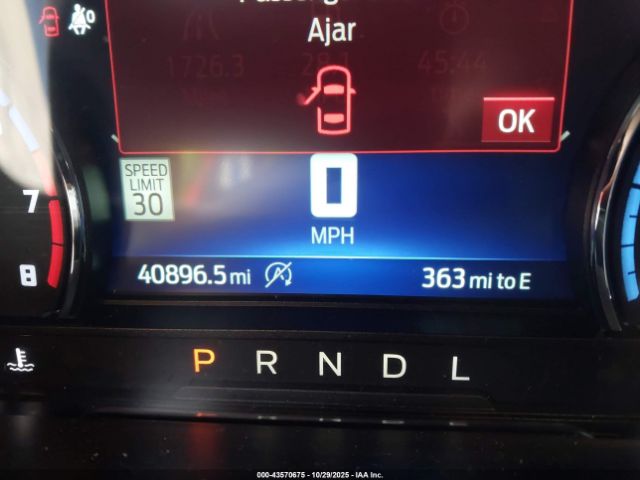 Ajar
1726.3
45:44
OK
SPEED
LIMIT
30
0
MPH
7
8
40896.5 mi
363 mi to E
P R N D L
000-43570675 - 10/29/2025 - IAA Inc.